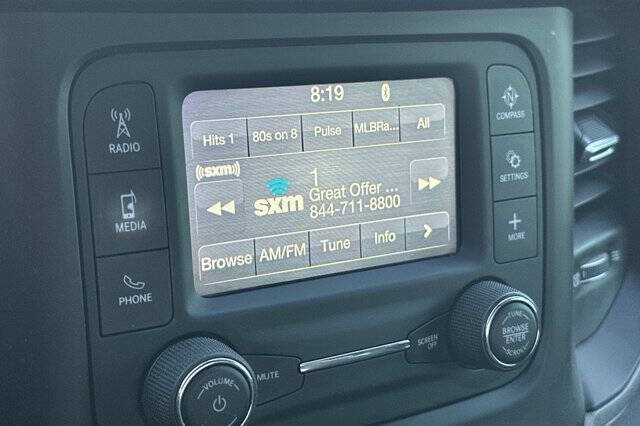 8:19
Hits 1 80s on 8 Pulse MLBRa... All
((sxm))
1
sxm
Great Offer ...
844-711-8800
Browse AM/FM Tune Info >
RADIO
MEDIA
PHONE
N
COMPASS
SETTINGS
+
MORE
VOLUME
MUTE
SCREEN
OFF
TUNE
BROWSE
ENTER
SCROLL